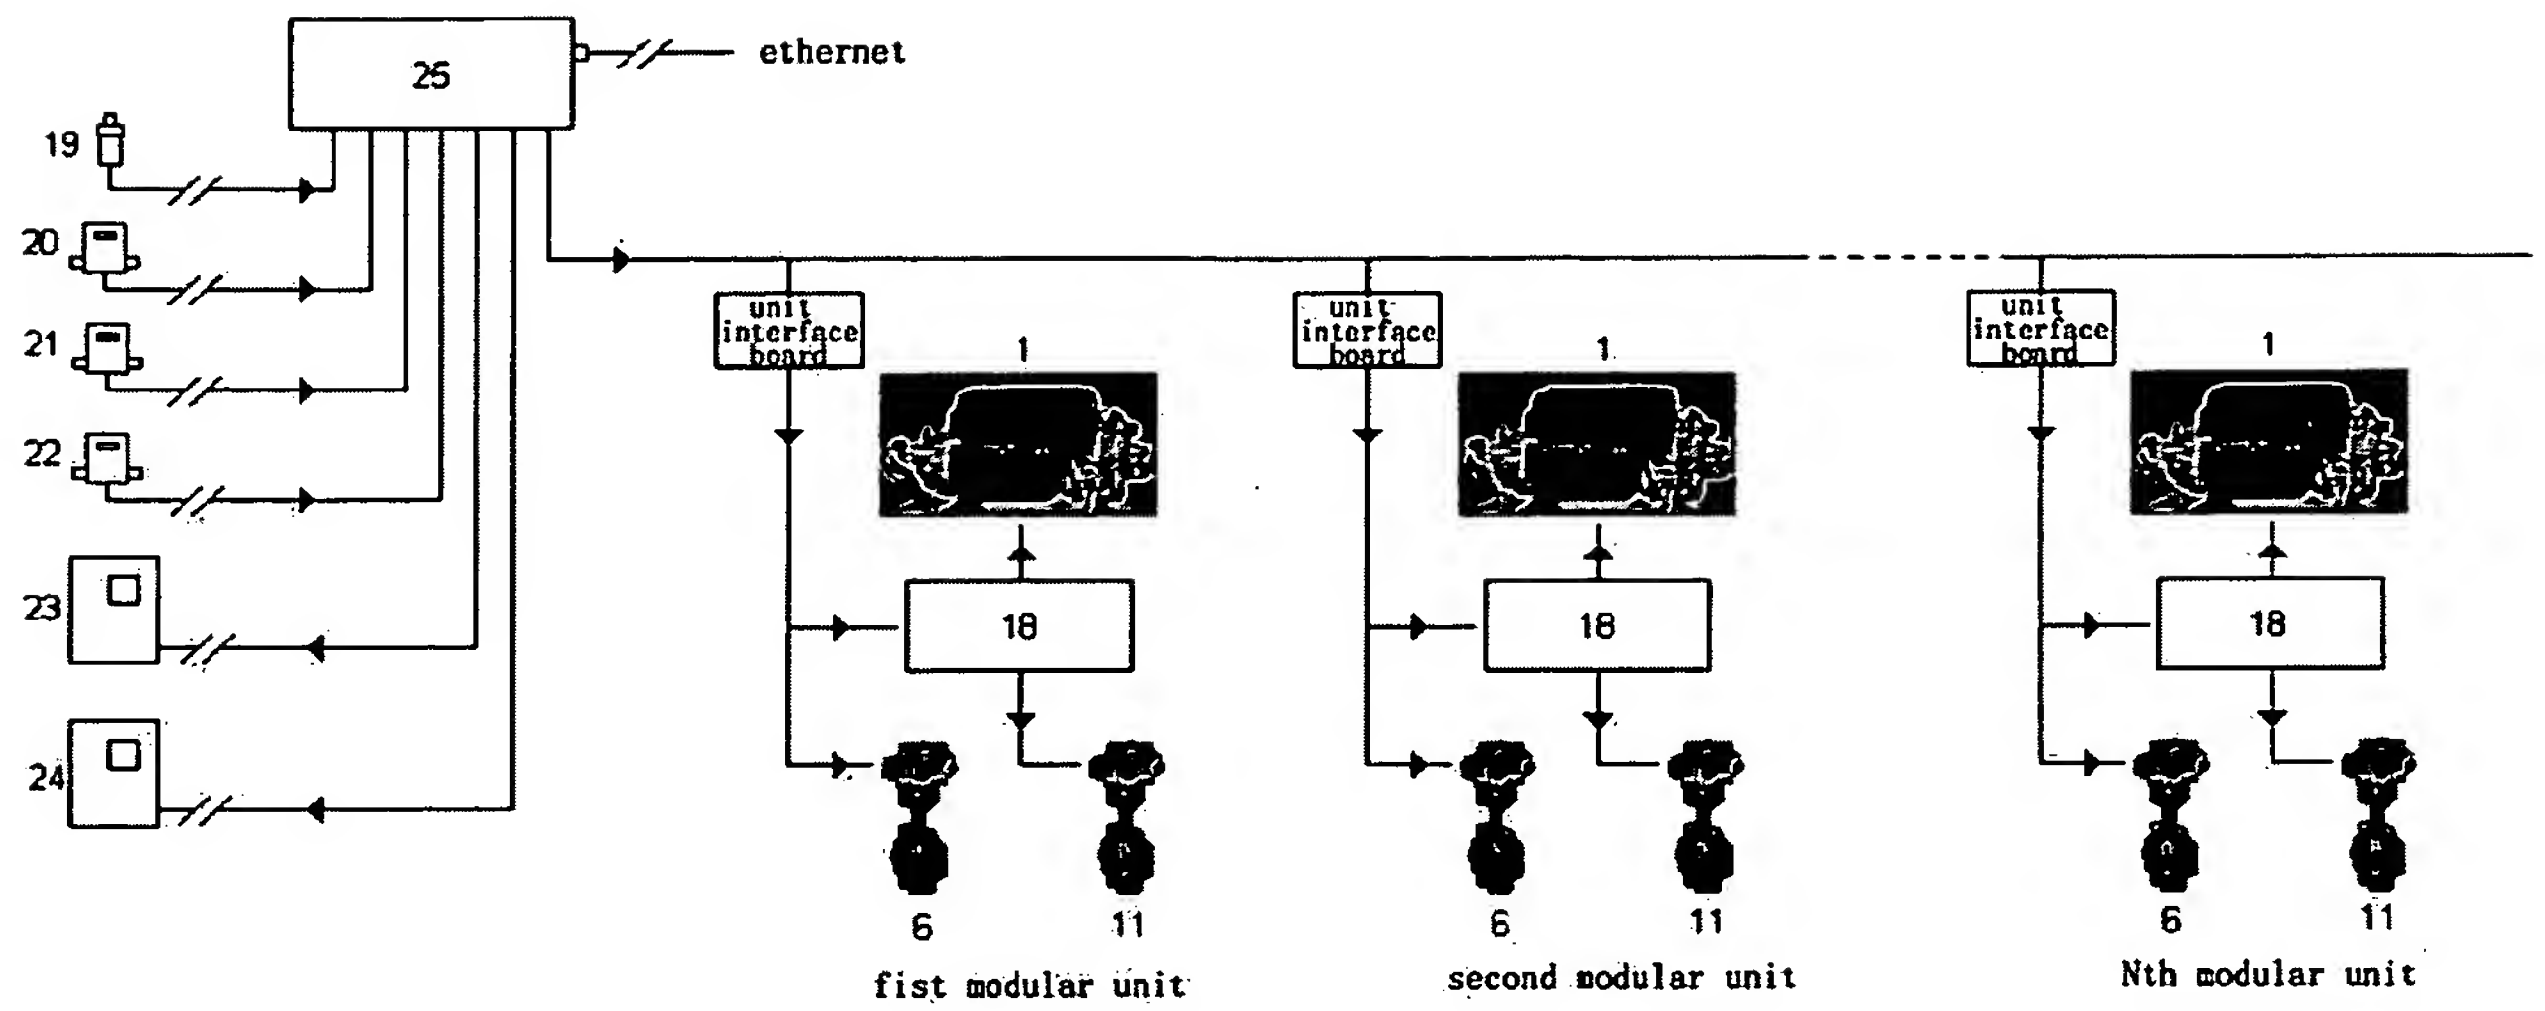 25
ethernet
19
20
21
22
23
24
unit
interface
board
1
18
6
11
fist modular unit
unit
interface
board
1
18
6
11
second modular unit
unit
interface
board
1
18
6
11
Nth modular unit